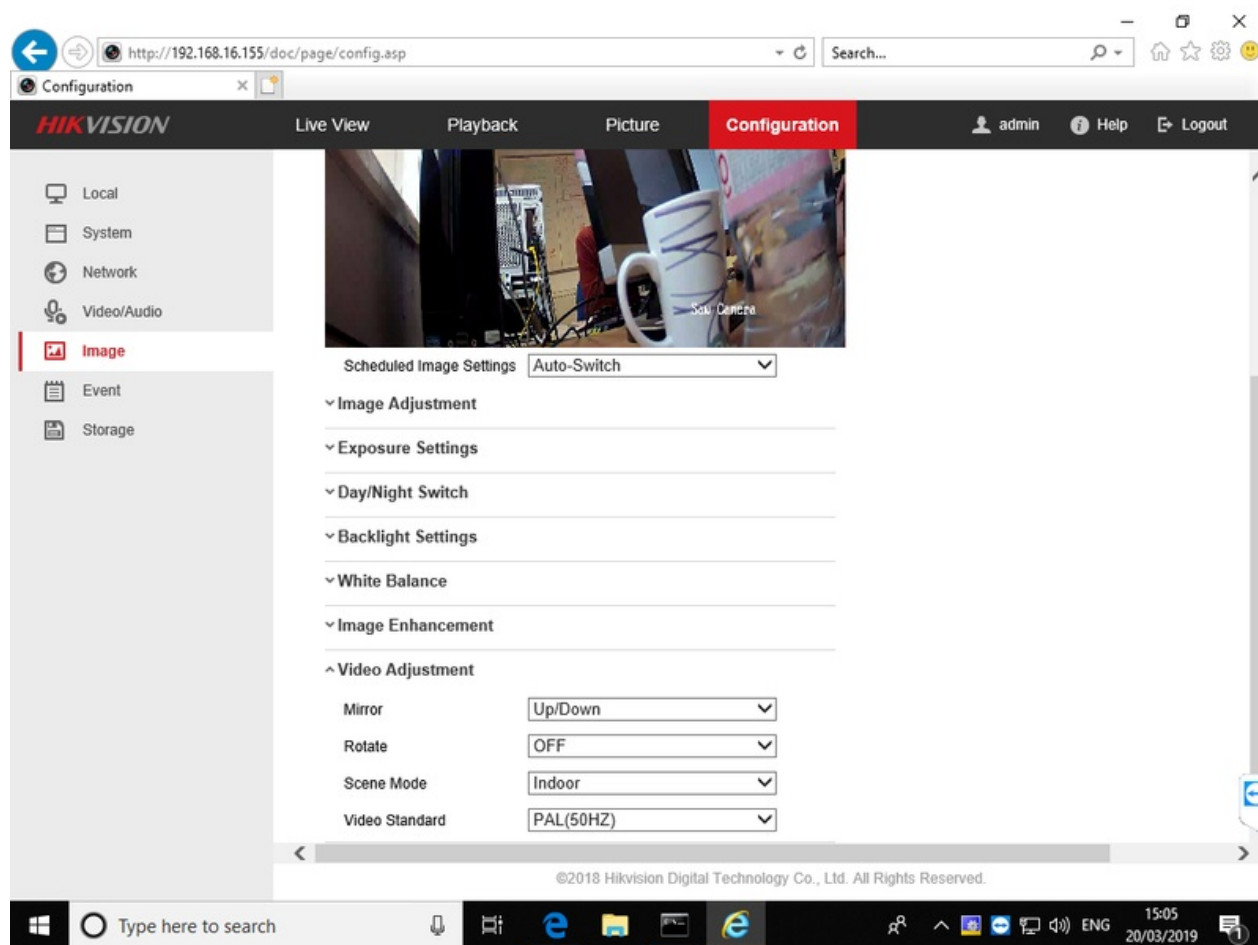 http://192.168.16.155/doc/page/config.asp
Search...
Configuration
HIKVISION
Live View
Playback
Picture
Configuration
admin
Help
Logout
Local
System
Network
Video/Audio
Image
Event
Storage
Scheduled Image Settings Auto-Switch
Image Adjustment
Exposure Settings
Day/Night Switch
Backlight Settings
White Balance
Image Enhancement
Video Adjustment
Mirror Up/Down
Rotate OFF
Scene Mode Indoor
Video Standard PAL(50HZ)
©2018 Hikvision Digital Technology Co., Ltd. All Rights Reserved.
Type here to search
ENG
15:05
20/03/2019
1